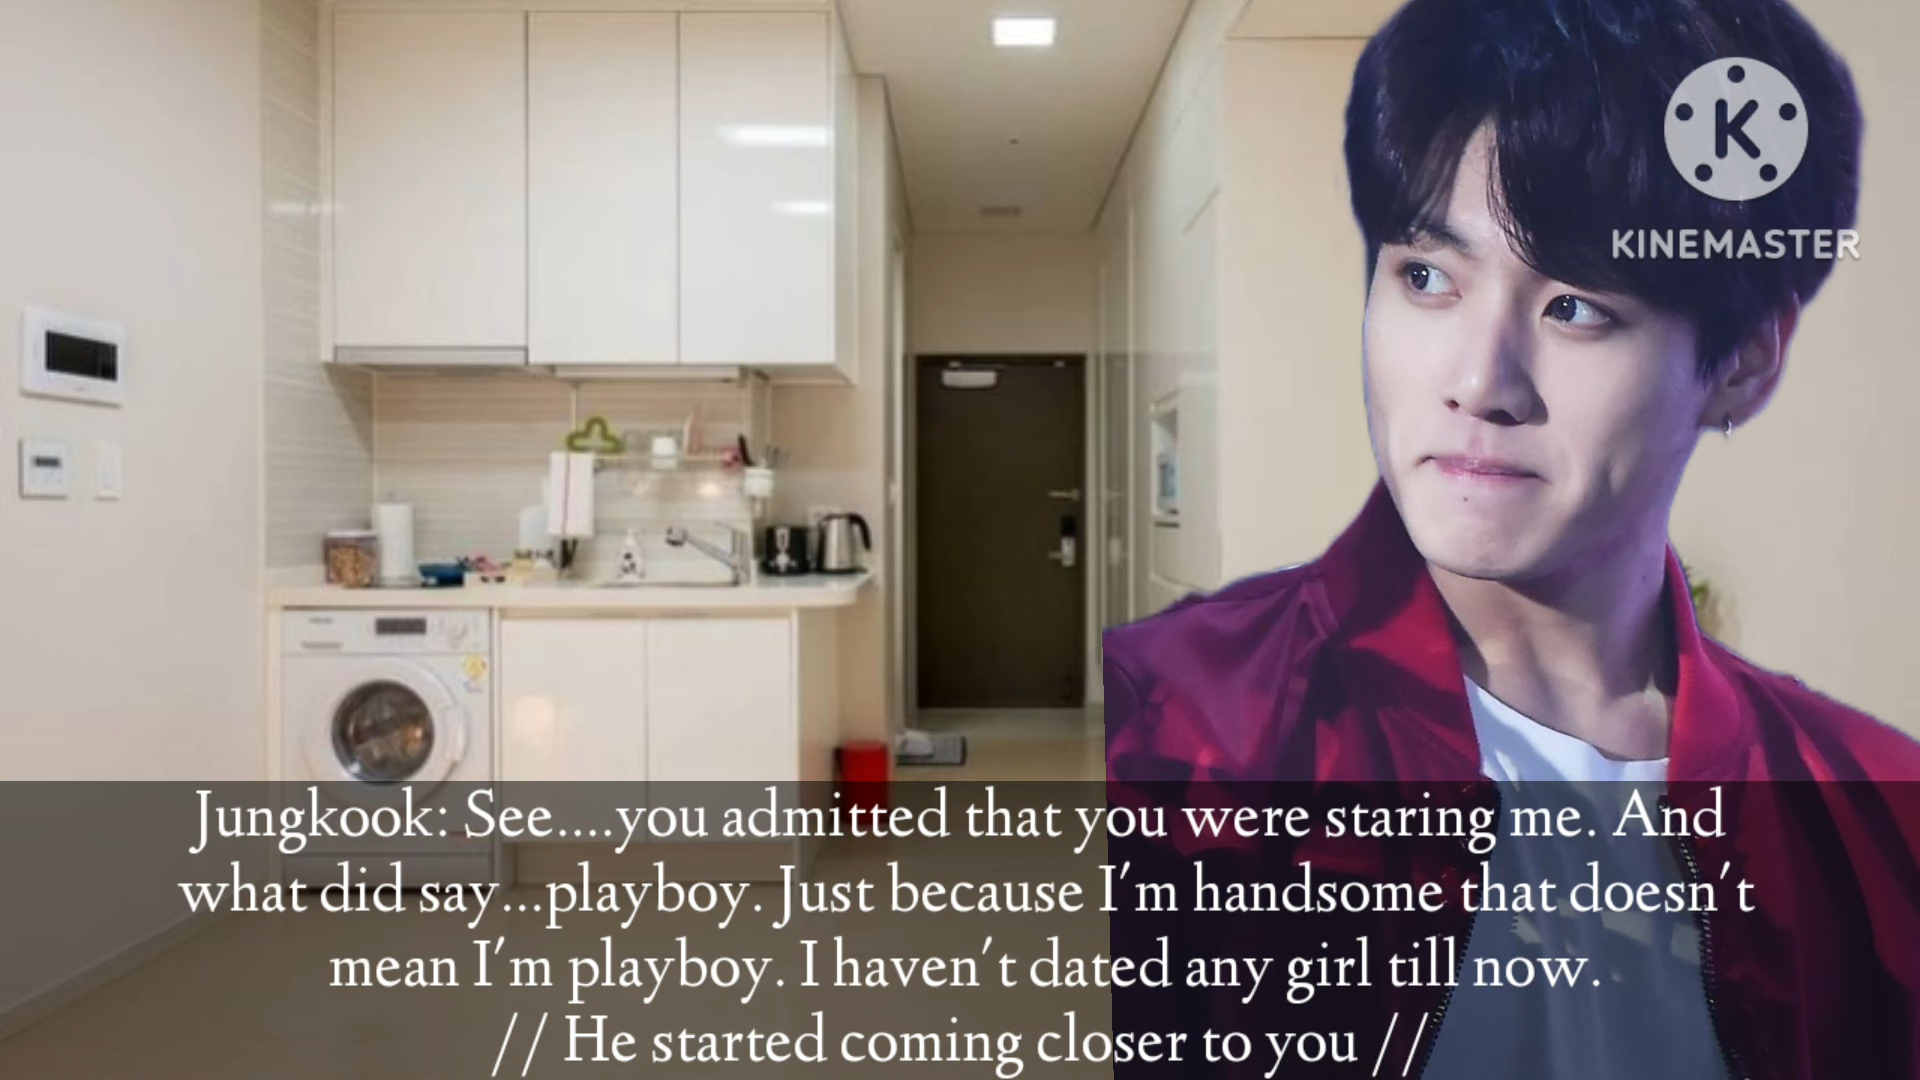 K
KINEMASTER
Jungkook: See....you admitted that you were staring me. And
what did say...playboy. Just because I'm handsome that doesn't
mean I'm playboy. I haven't dated any girl till now.
// He started coming closer to you //